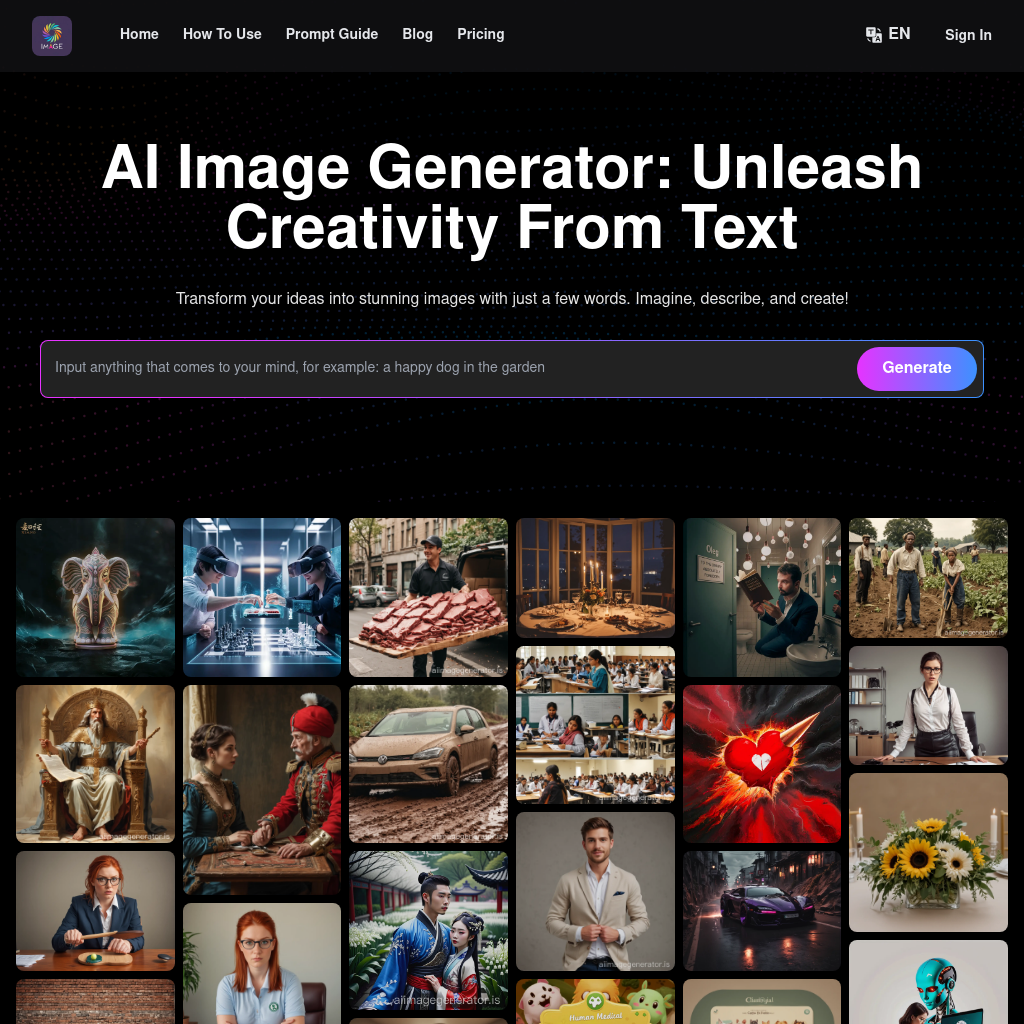 IMAGE
Home
How To Use
Prompt Guide
Blog
Pricing
EN
Sign In
AI Image Generator: Unleash
Creativity From Text
Transform your ideas into stunning images with just a few words. Imagine, describe, and create!
Input anything that comes to your mind, for example: a happy dog in the garden
Generate
aiimagegenerator.is
Oleg
aiimagegenerator.is
aiimagegenerator.is
aiimagegenerator.is
aiimagegenerator.is
aiimagegenerator.is
aiimagegenerator.is
Human Medical